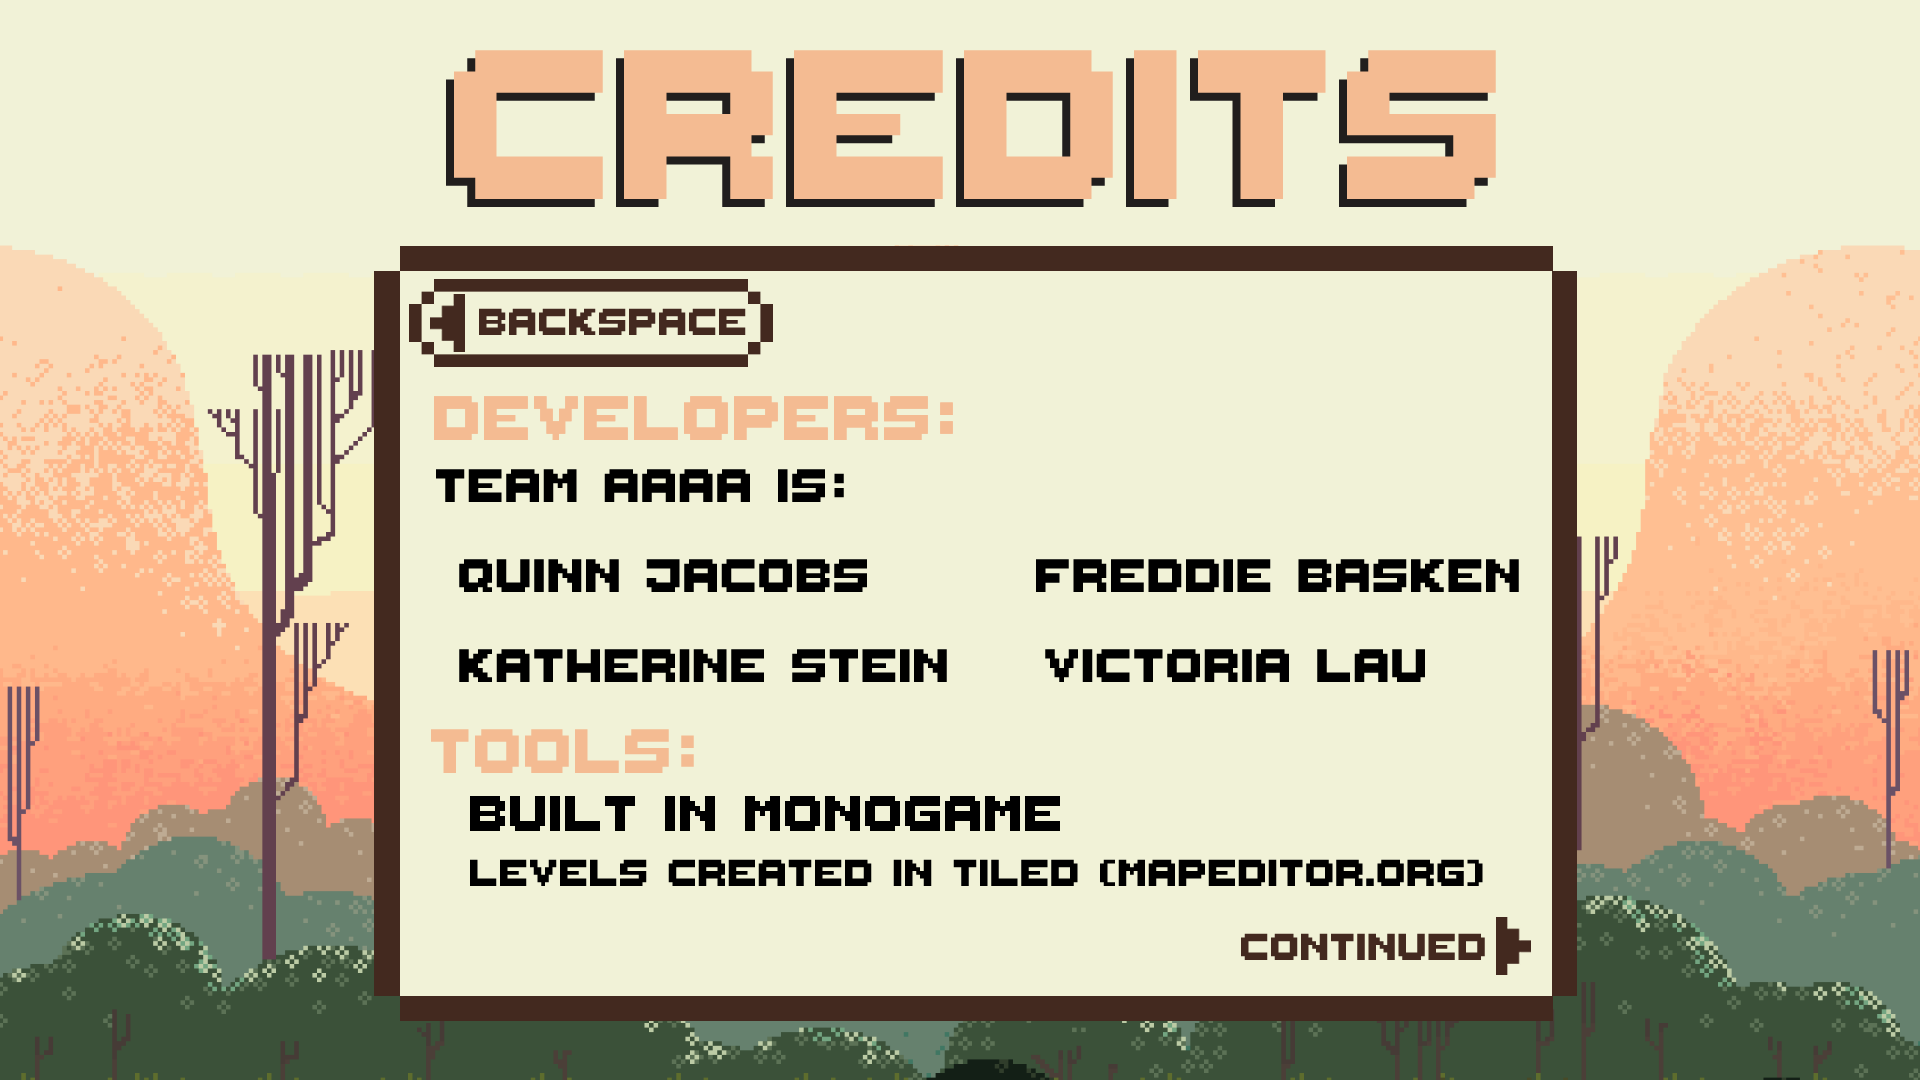 CREDITS
BACKSPACE
DEVELOPERS:
TEAM AAAA IS:
QUINN JACOBS FREDDIE BASKEN
KATHERINE STEIN VICTORIA LAU
TOOLS:
BUILT IN MONOGAME
LEVELS CREATED IN TILED (MAPEDITOR.ORG)
CONTINUED